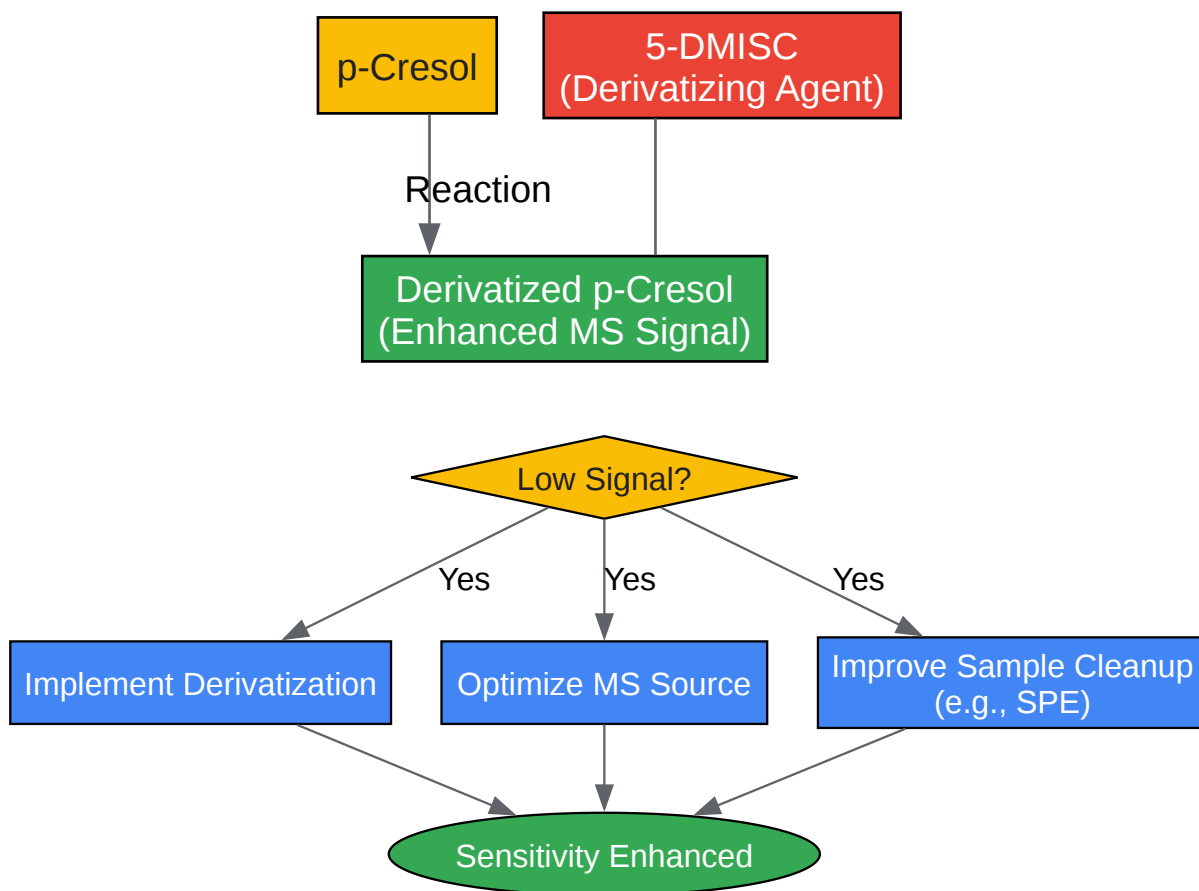 p-Cresol
5-DMISC
(Derivatizing Agent)
Reaction
Derivatized p-Cresol
(Enhanced MS Signal)
Low Signal?
Yes
Yes
Yes
Implement Derivatization
Optimize MS Source
Improve Sample Cleanup
(e.g., SPE)
Sensitivity Enhanced